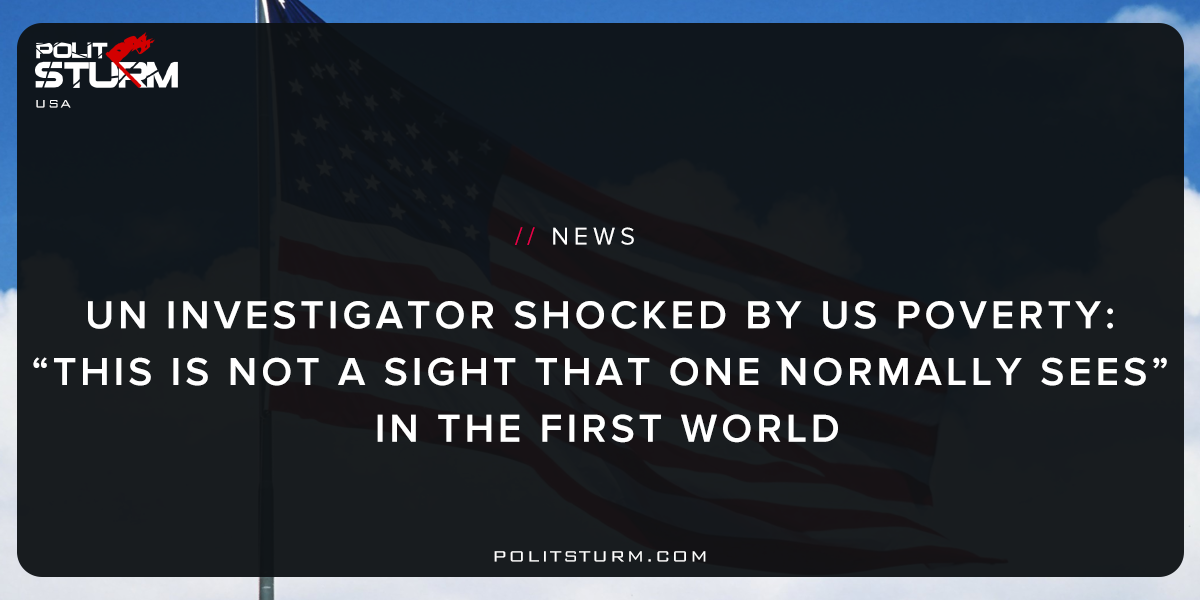 POLIT
STURM
USA
// NEWS
UN INVESTIGATOR SHOCKED BY US POVERTY:
“THIS IS NOT A SIGHT THAT ONE NORMALLY SEES”
IN THE FIRST WORLD
POLITSTURM.COM